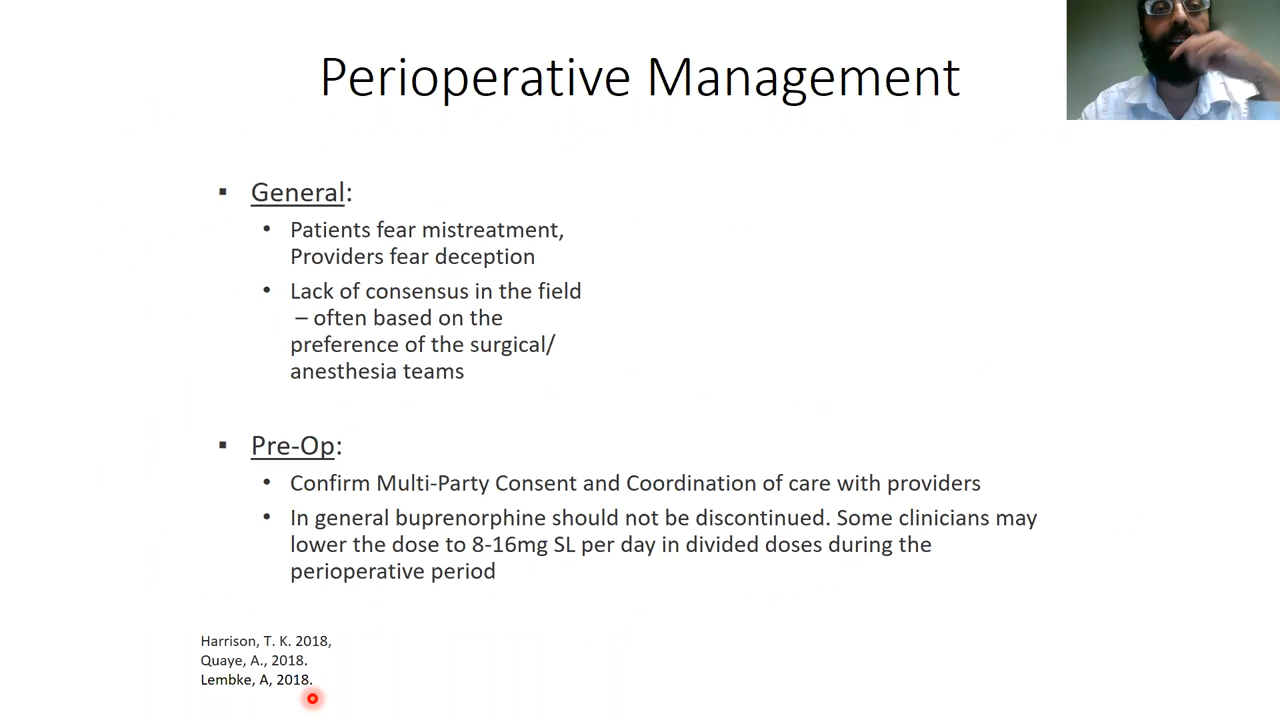 Perioperative Management
▪ General:
• Patients fear mistreatment,
Providers fear deception
• Lack of consensus in the field
– often based on the
preference of the surgical/
anesthesia teams
▪ Pre-Op:
• Confirm Multi-Party Consent and Coordination of care with providers
• In general buprenorphine should not be discontinued. Some clinicians may
lower the dose to 8-16mg SL per day in divided doses during the
perioperative period
Harrison, T. K. 2018,
Quaye, A., 2018.
Lembke, A, 2018.